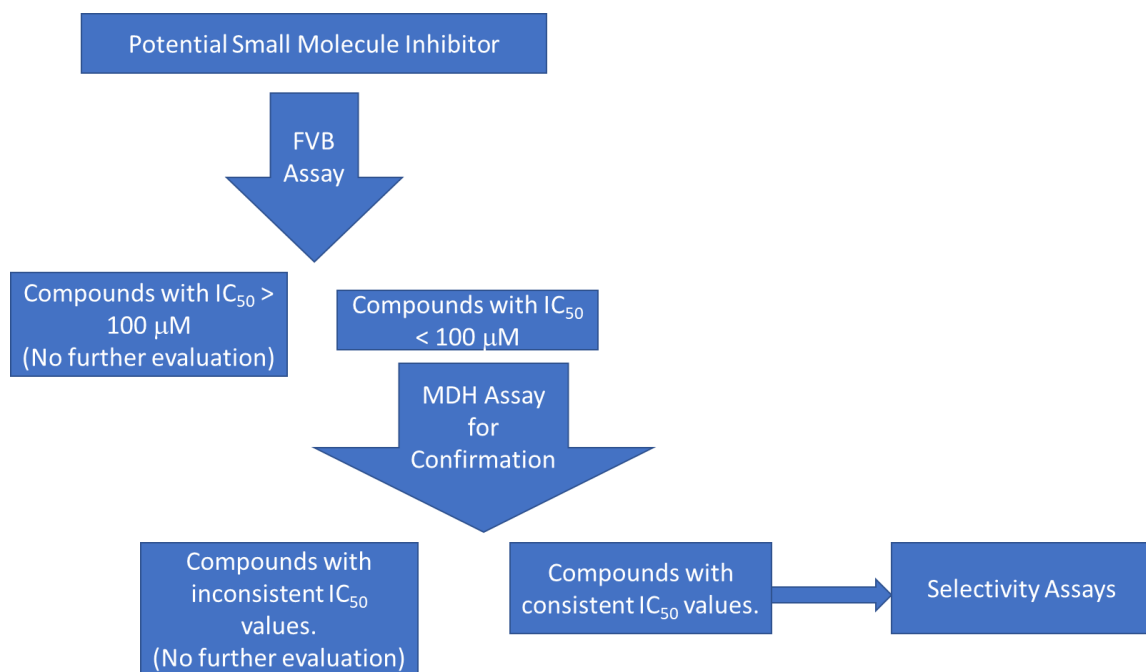 Potential Small Molecule Inhibitor
FVB
Assay
Compounds with IC₅₀ >
100 μM
(No further evaluation)
Compounds with IC₅₀
< 100 μM
MDH Assay
for
Confirmation
Compounds with
inconsistent IC₅₀
values.
(No further evaluation)
Compounds with
consistent IC₅₀ values.
Selectivity Assays